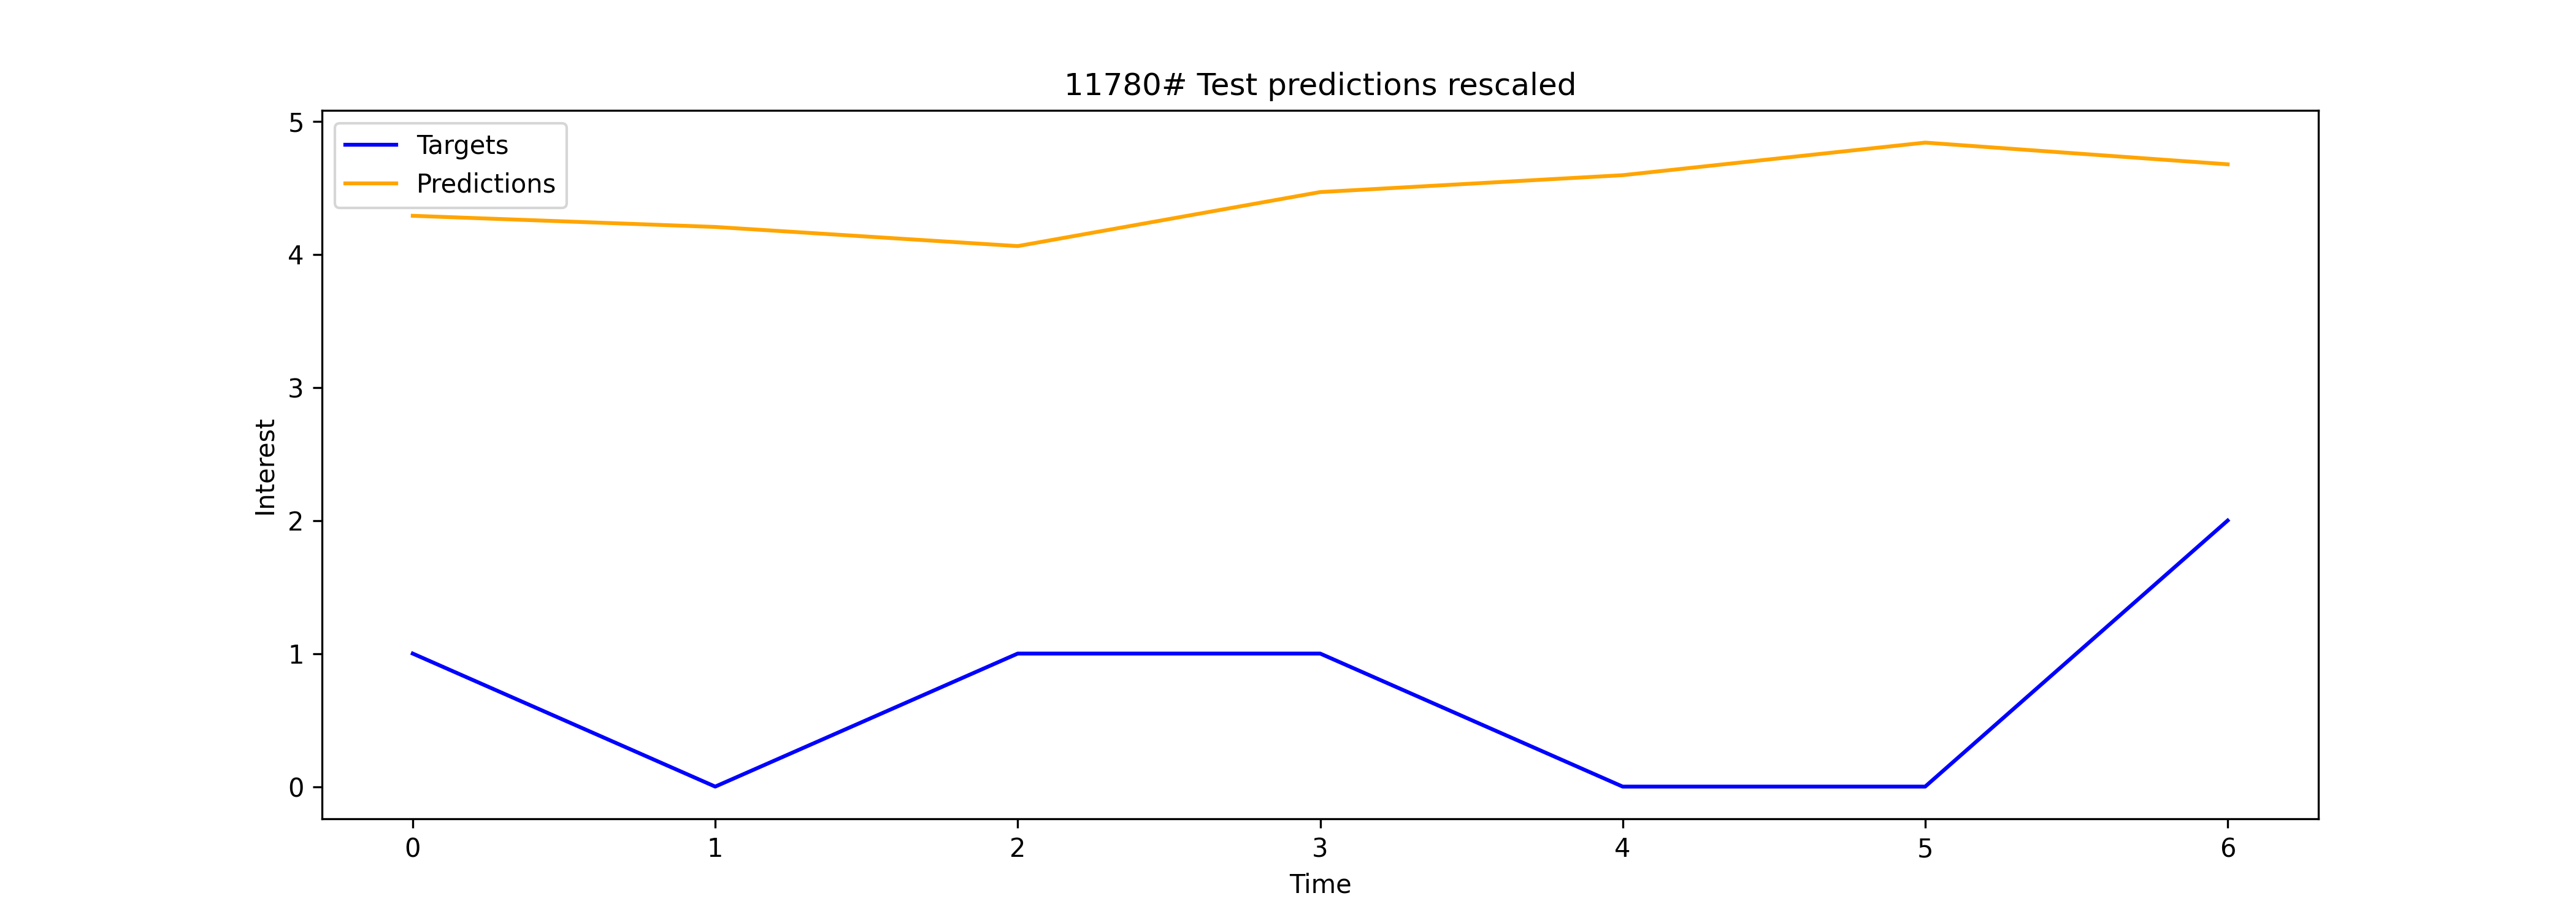 11780# Test predictions rescaled
5
Targets
Predictions
4
3
Interest
2
1
0
0 1 2 3 4 5 6
Time